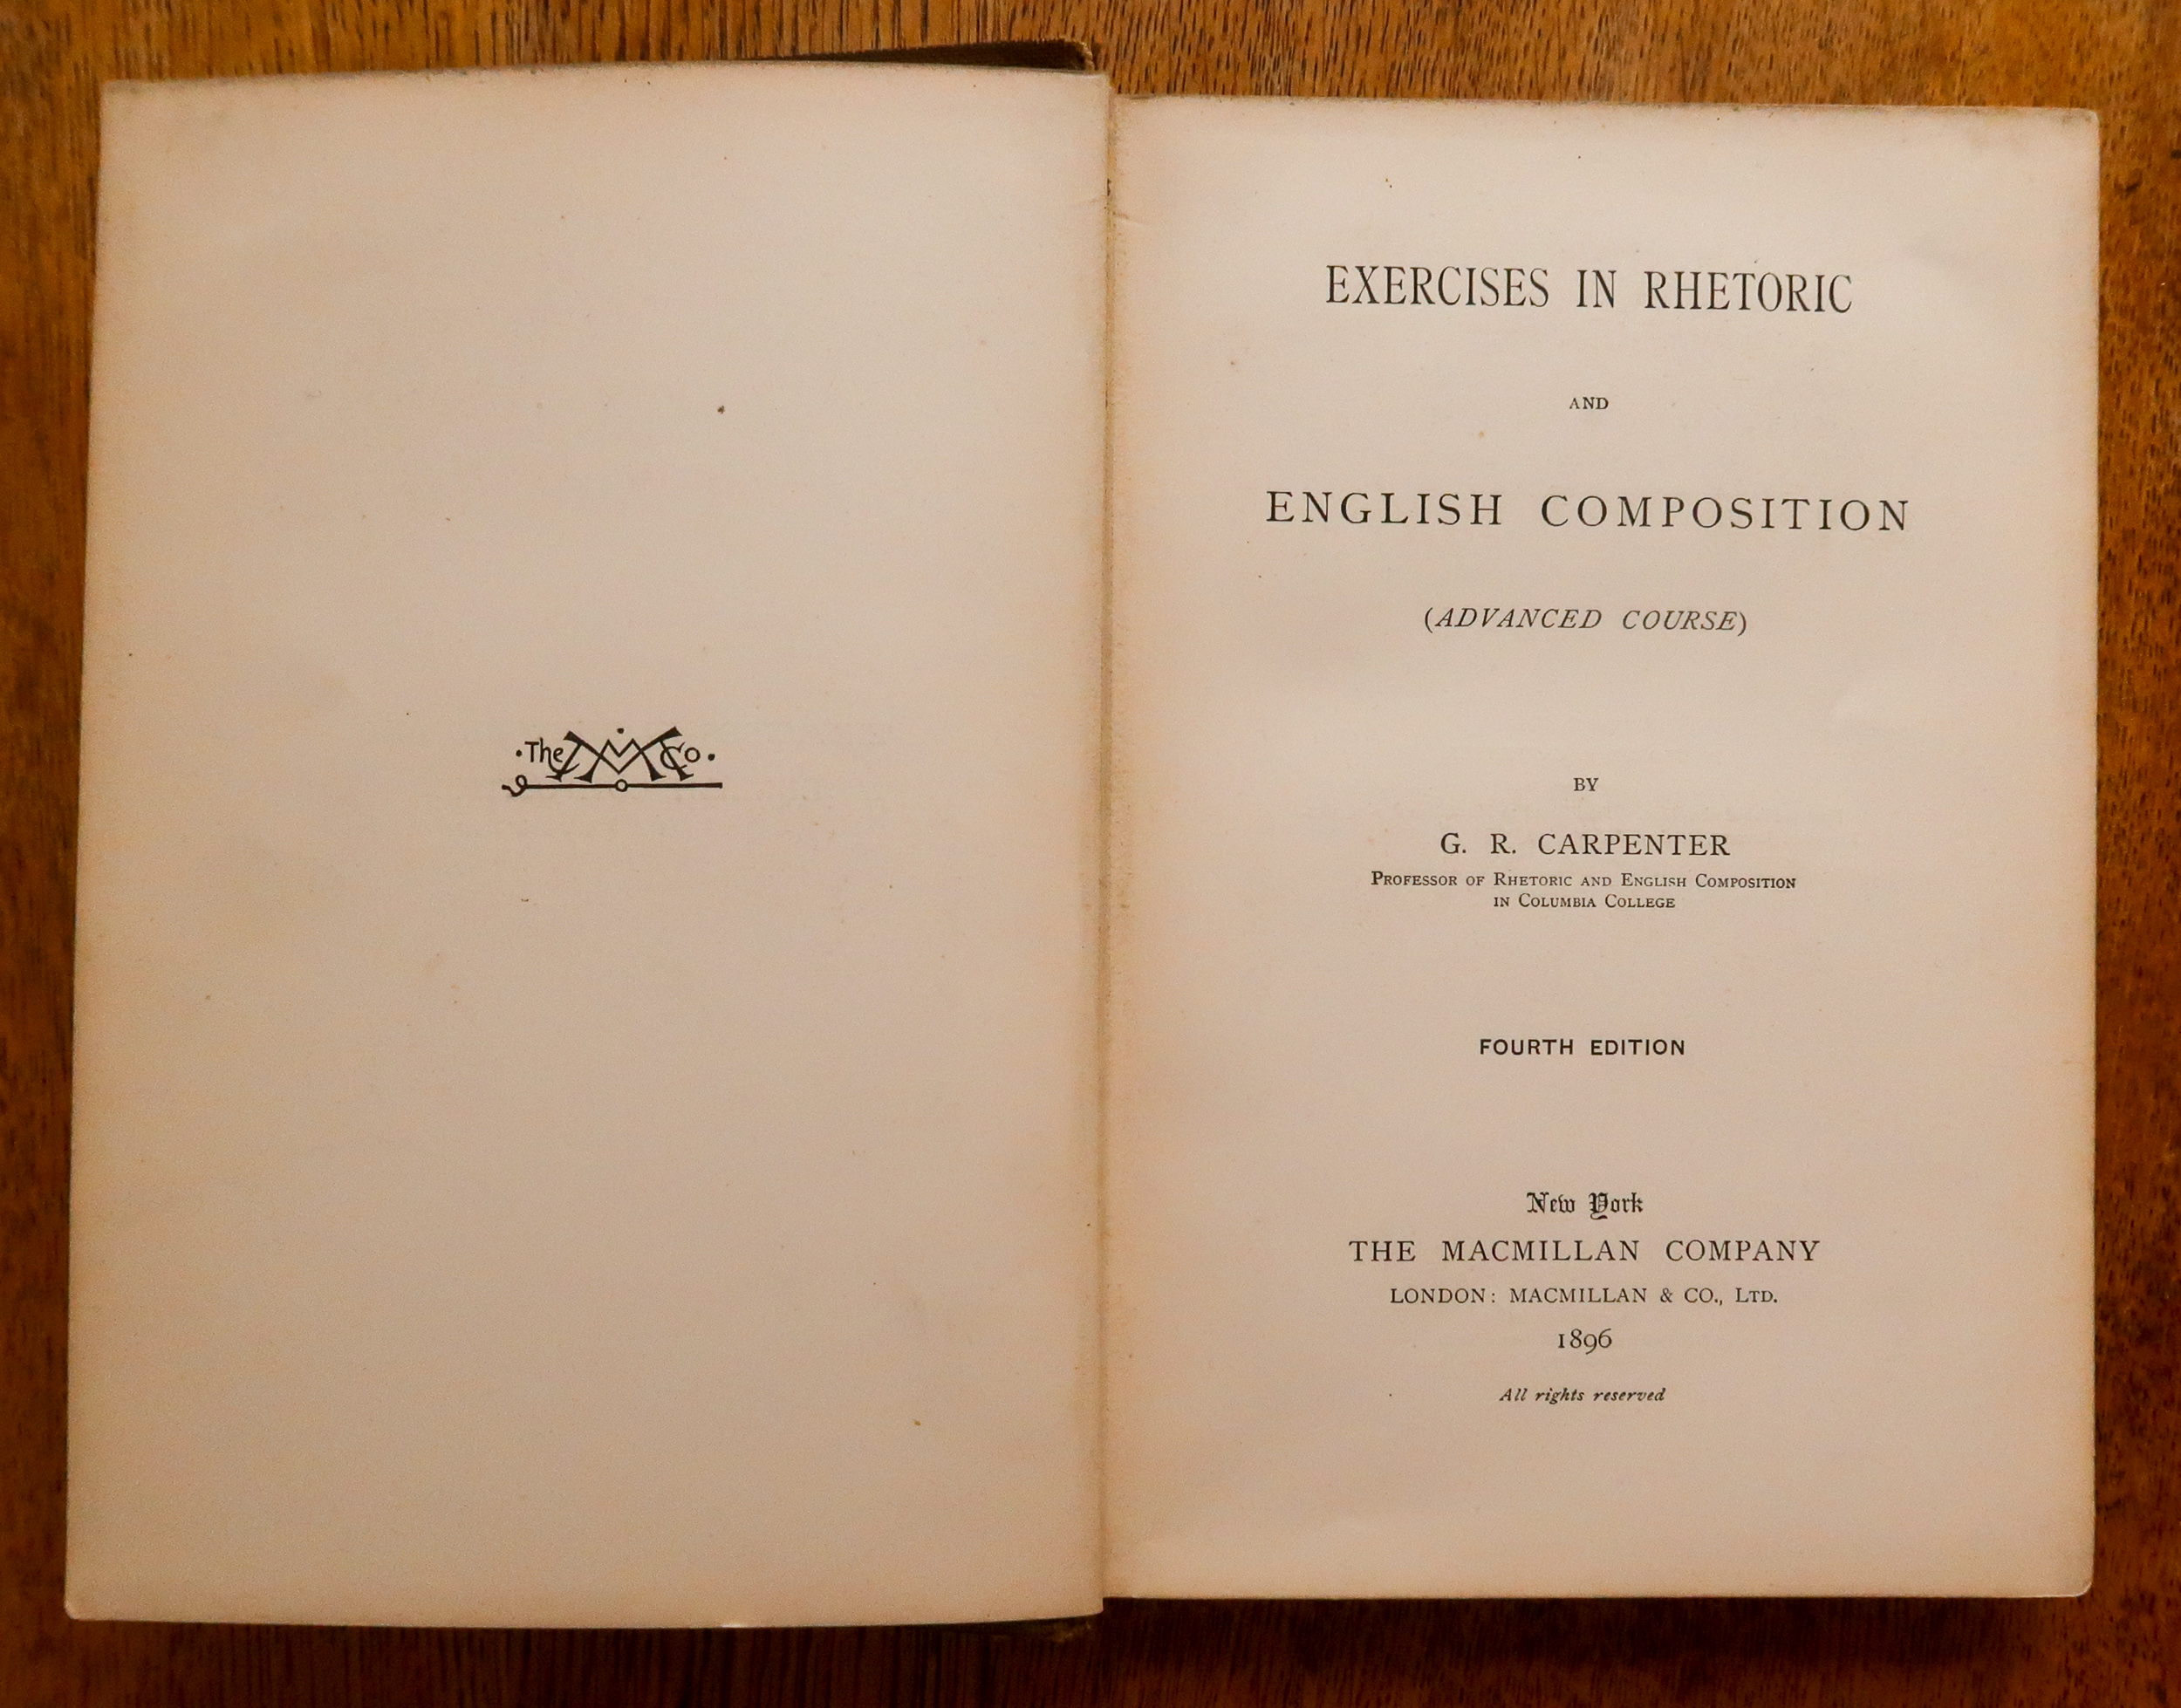 ·The M Co.
EXERCISES IN RHETORIC
AND
ENGLISH COMPOSITION
(ADVANCED COURSE)
BY
G. R. CARPENTER
PROFESSOR OF RHETORIC AND ENGLISH COMPOSITION
IN COLUMBIA COLLEGE
FOURTH EDITION
New York
THE MACMILLAN COMPANY
LONDON: MACMILLAN & CO., LTD.
1896
All rights reserved